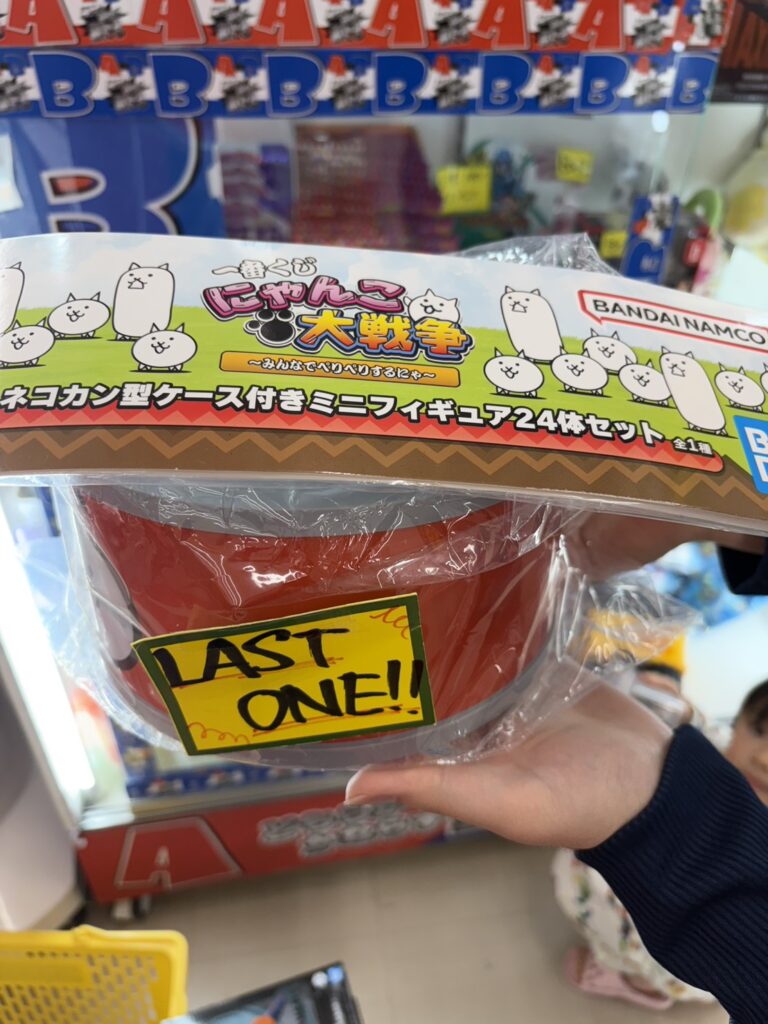 一番くじ
にゃんこ
大戦争
～みんなでぺりぺりするにゃ～
BANDAI NAMCO
ネコカン型ケース付きミニフィギュア24体セット 全1種
LAST
ONE!!